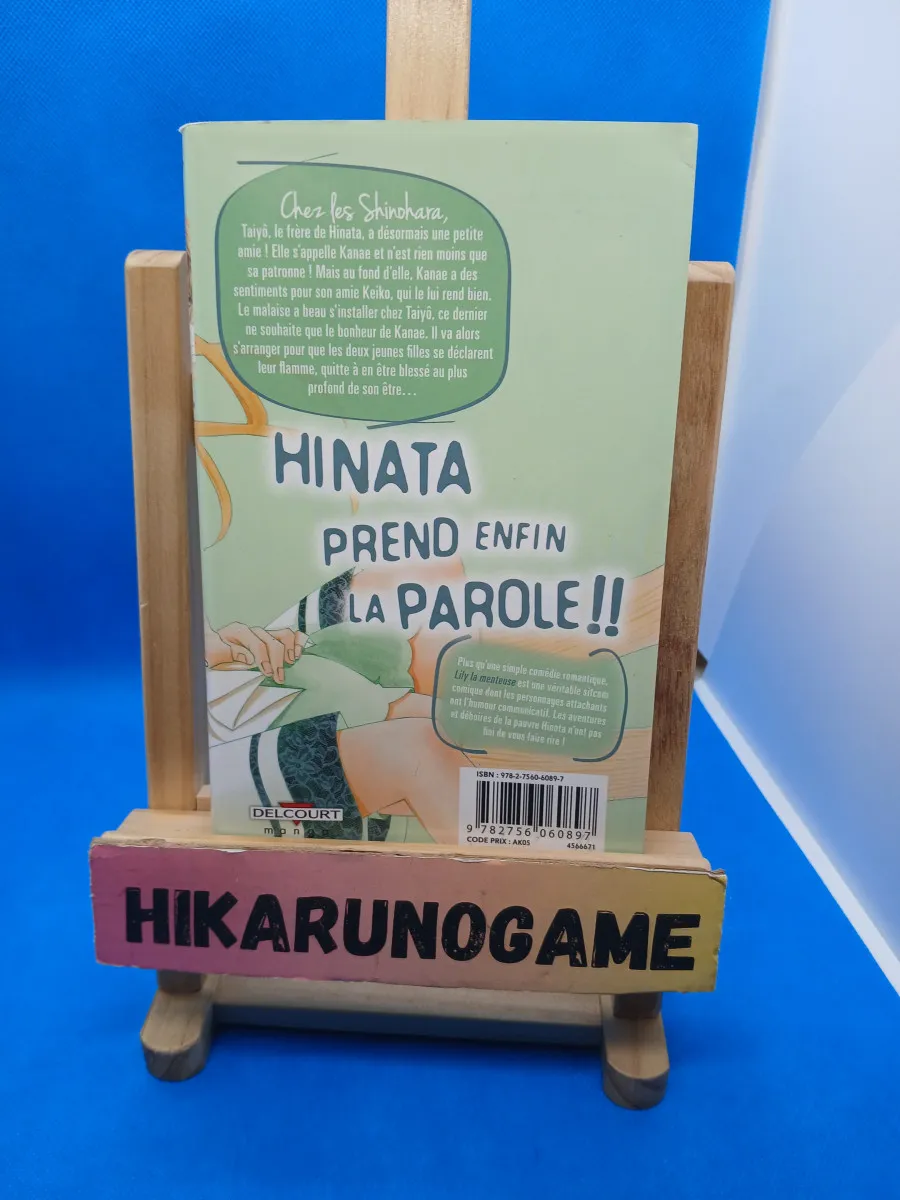 Chez les Shinohara,
Taiyô, le frère de Hinata, a désormais une petite
amie ! Elle s'appelle Kanae et n'est rien moins que
sa patronne ! Mais au fond d'elle, Kanae a des
sentiments pour son amie Keiko, qui le lui rend bien.
Le malaise a beau s'installer chez Taiyô, ce dernier
ne souhaite que le bonheur de Kanae. Il va alors
s'arranger pour que les deux jeunes filles se déclarent
leur flamme, quitte à en être blessé au plus
profond de son être...
HINATA
PREND ENFIN
LA PAROLE!!
Plus qu'une simple comédie romantique,
Lily la menteuse est une véritable sitcom
comique dont les personnages attachants
ont l'humour communicatif. Les aventures
et déboires de la pauvre Hinata n'ont pas
fini de vous faire rire !
ISBN : 978-2-7560-6089-7
9 782756 060897
CODE PRIX : AK05 4566671
DELCOURT
manga
HIKARUNOGAME